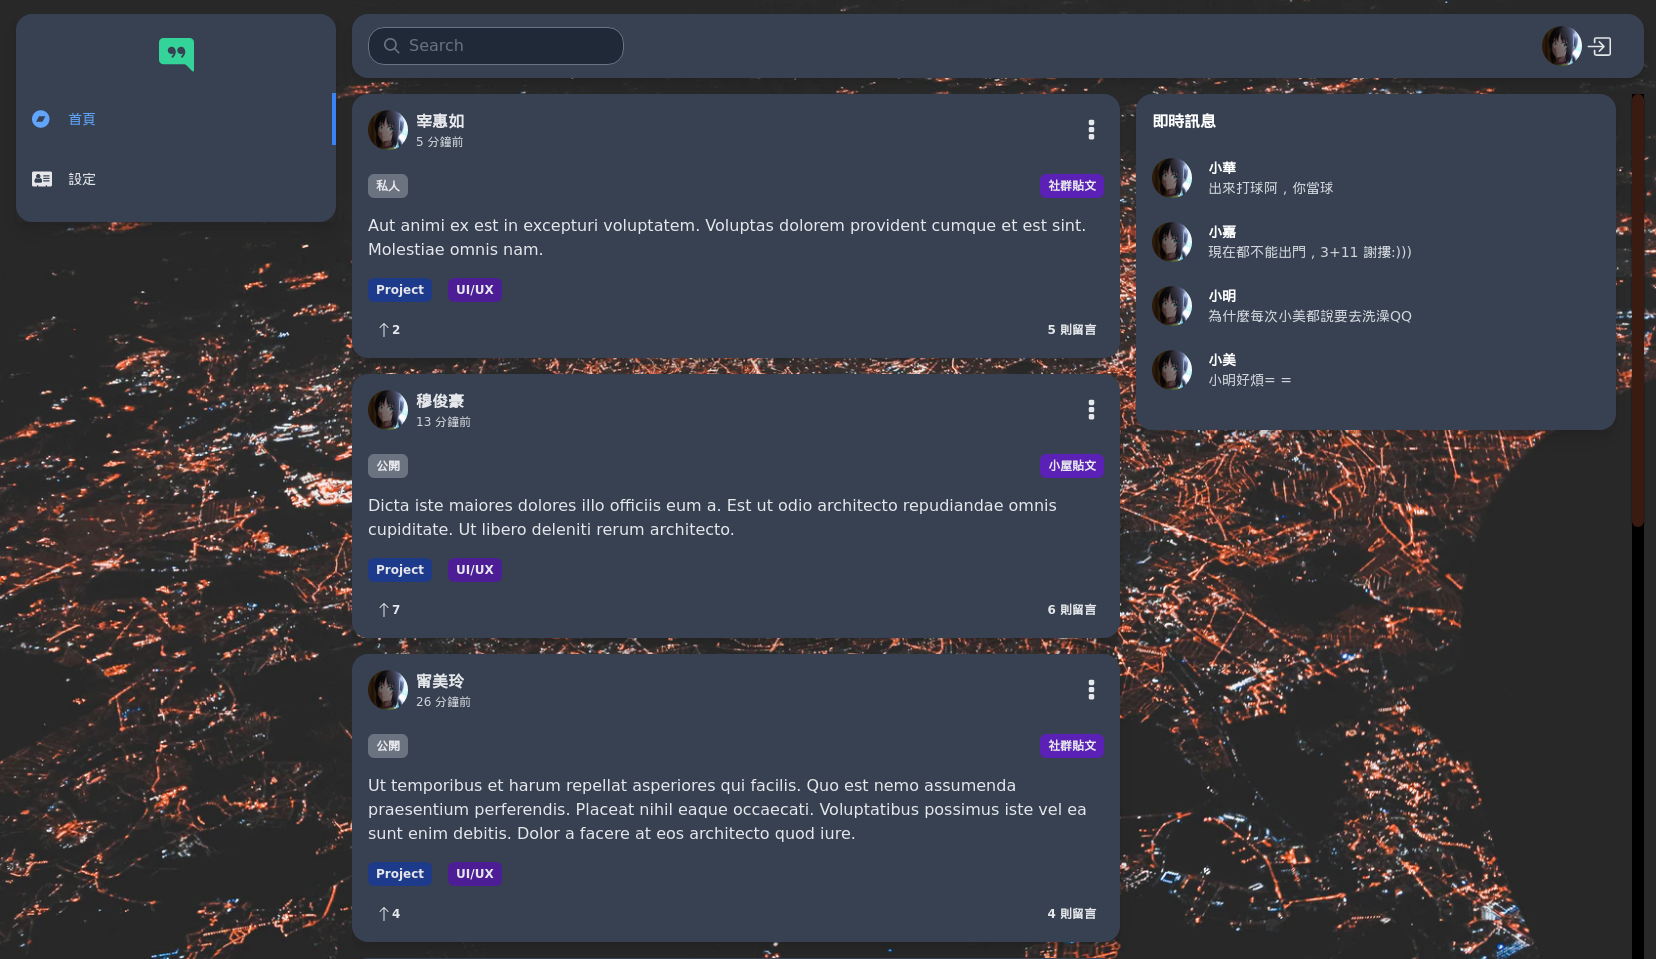 首頁
設定
Search
宰惠如
5 分鐘前
私人
社群貼文
Aut animi ex est in excepturi voluptatem. Voluptas dolorem provident cumque et est sint.
Molestiae omnis nam.
Project
UI/UX
2
5 則留言
穆俊豪
13 分鐘前
公開
小屋貼文
Dicta iste maiores dolores illo officiis eum a. Est ut odio architecto repudiandae omnis
cupiditate. Ut libero deleniti rerum architecto.
Project
UI/UX
7
6 則留言
甯美玲
26 分鐘前
公開
社群貼文
Ut temporibus et harum repellat asperiores qui facilis. Quo est nemo assumenda
praesentium perferendis. Placeat nihil eaque occaecati. Voluptatibus possimus iste vel ea
sunt enim debitis. Dolor a facere at eos architecto quod iure.
Project
UI/UX
4
4 則留言
即時訊息
小華
出來打球阿，你當球
小嘉
現在都不能出門，3+11 謝摟:)))
小明
為什麼每次小美都說要去洗澡QQ
小美
小明好煩= =